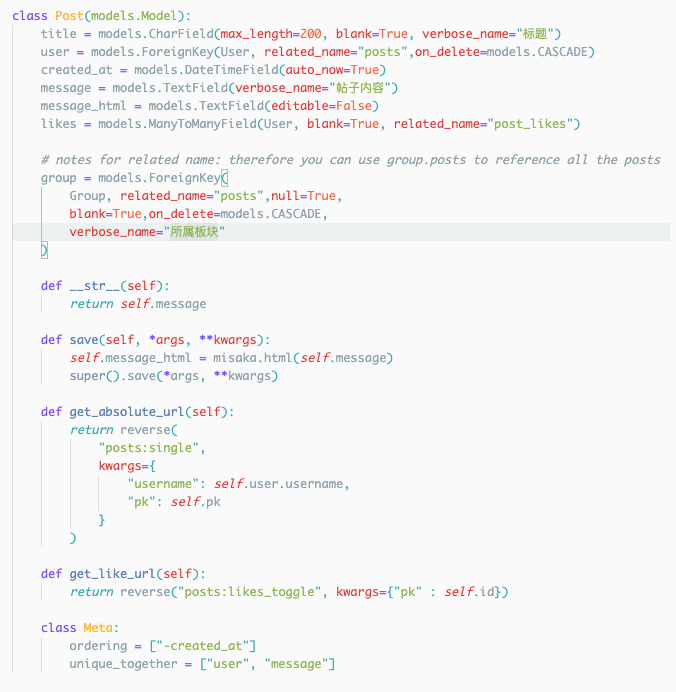 class Post(models.Model):
    title = models.CharField(max_length=200, blank=True, verbose_name="标题")
    user = models.ForeignKey(User, related_name="posts",on_delete=models.CASCADE)
    created_at = models.DateTimeField(auto_now=True)
    message = models.TextField(verbose_name="帖子内容")
    message_html = models.TextField(editable=False)
    likes = models.ManyToManyField(User, blank=True, related_name="post_likes")

    # notes for related name: therefore you can use group.posts to reference all the posts
    group = models.ForeignKey(
        Group, related_name="posts",null=True,
        blank=True,on_delete=models.CASCADE,
        verbose_name="所属板块"
    )

    def __str__(self):
        return self.message

    def save(self, *args, **kwargs):
        self.message_html = misaka.html(self.message)
        super().save(*args, **kwargs)

    def get_absolute_url(self):
        return reverse(
            "posts:single",
            kwargs={
                "username": self.user.username,
                "pk": self.pk
            }
        )

    def get_like_url(self):
        return reverse("posts:likes_toggle", kwargs={"pk" : self.id})

    class Meta:
        ordering = ["-created_at"]
        unique_together = ["user", "message"]